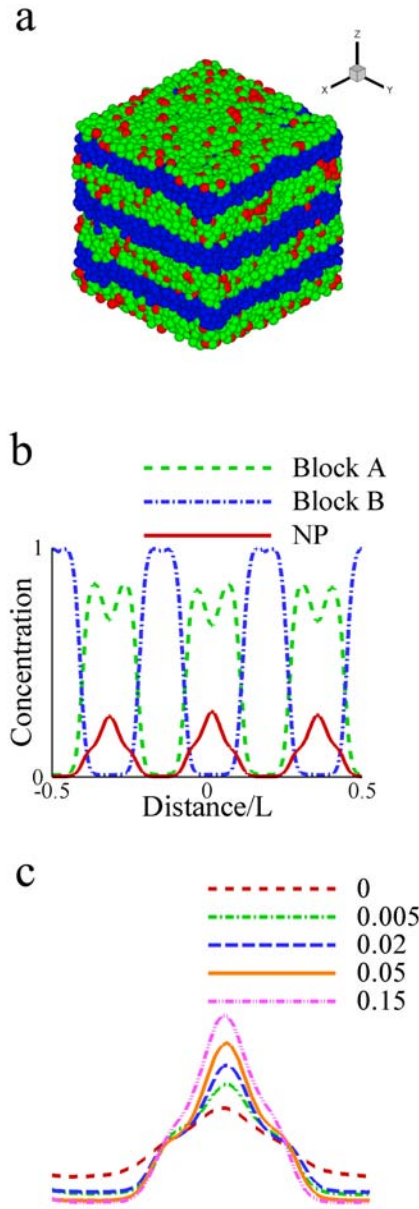 a
Z
X
Y
b
Block A
Block B
NP
1
Concentration
0
-0.5
0
0.5
Distance/L
c
0
0.005
0.02
0.05
0.15